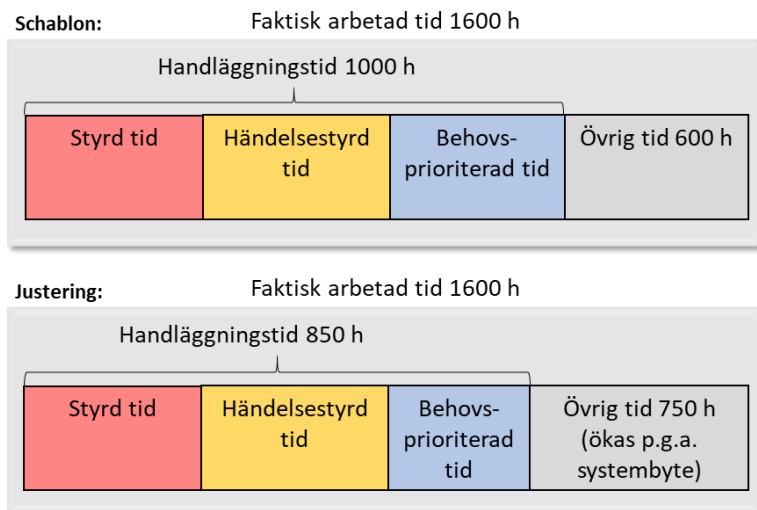 Schablon:
Faktisk arbetad tid 1600 h
Handläggningstid 1000 h
Styrd tid
Händelsestyrd
tid
Behovs-
prioriterad tid
Övrig tid 600 h
Justering:
Faktisk arbetad tid 1600 h
Handläggningstid 850 h
Styrd tid
Händelsestyrd
tid
Behovs-
prioriterad
tid
Övrig tid 750 h
(ökas p.g.a.
systembyte)